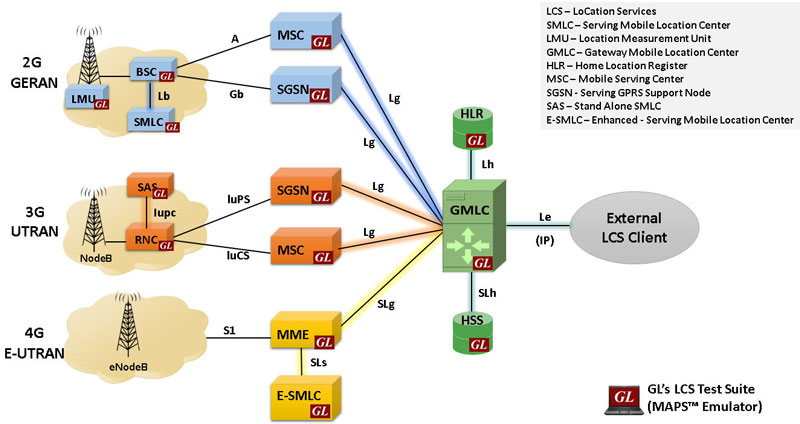 LCS – LoCation Services
SMLC – Serving Mobile Location Center
LMU – Location Measurement Unit
GMLC – Gateway Mobile Location Center
HLR – Home Location Register
MSC – Mobile Serving Center
SGSN - Serving GPRS Support Node
SAS – Stand Alone SMLC
E-SMLC – Enhanced - Serving Mobile Location Center
2G
GERAN
LMU
GL
BSC
GL
Lb
SMLC
GL
A
Gb
MSC
GL
SGSN
GL
Lg
Lg
3G
UTRAN
NodeB
SAS
GL
Iupc
RNC
GL
IuPS
IuCS
SGSN
GL
MSC
GL
Lg
Lg
4G
E-UTRAN
eNodeB
S1
MME
GL
SLs
E-SMLC
GL
SLg
HLR
GL
Lh
GMLC
GL
SLh
HSS
GL
Le
(IP)
External
LCS Client
GL
GL's LCS Test Suite
(MAPS™ Emulator)